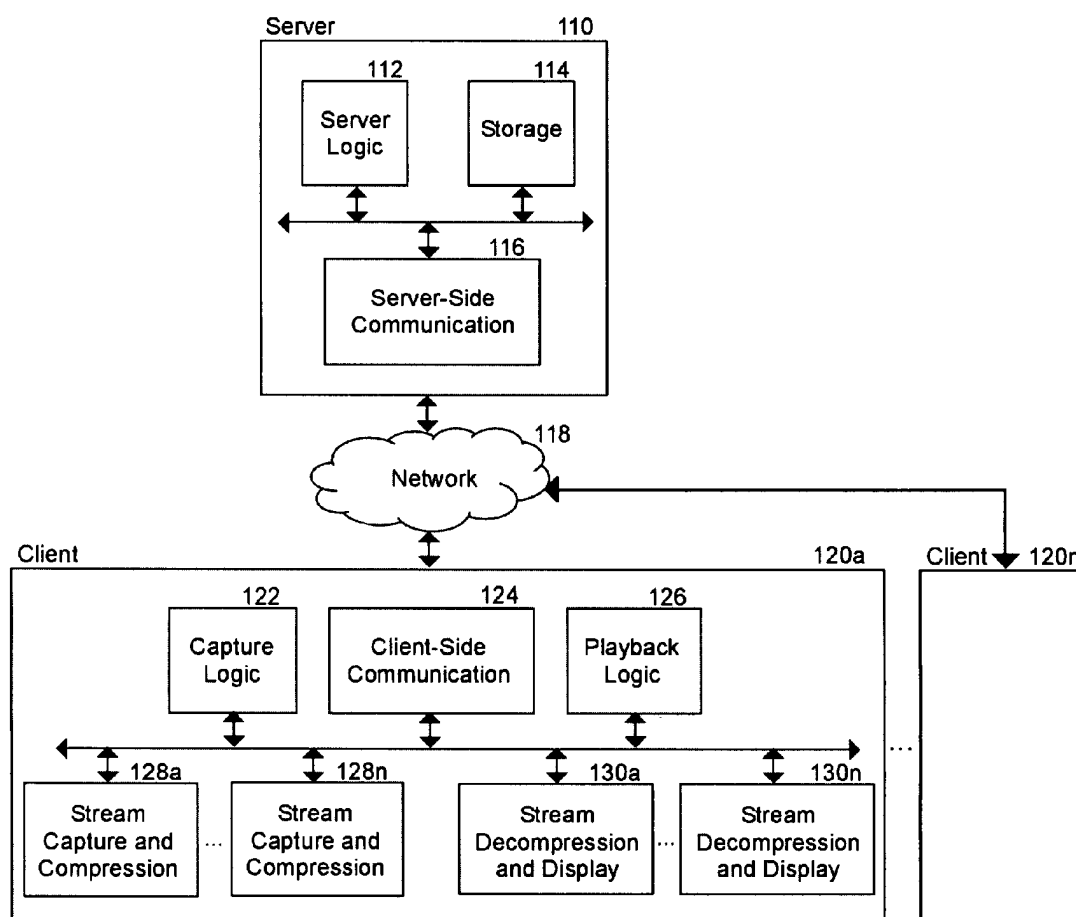 Server 110
112 114
Server
Logic
Storage
116
Server-Side
Communication
118
Network
Client 120a Client 120n
122 124 126
Capture
Logic
Client-Side
Communication
Playback
Logic
...
128a 128n 130a 130n
Stream
Capture and
Compression
...
Stream
Capture and
Compression
Stream
Decompression
and Display
...
Stream
Decompression
and Display